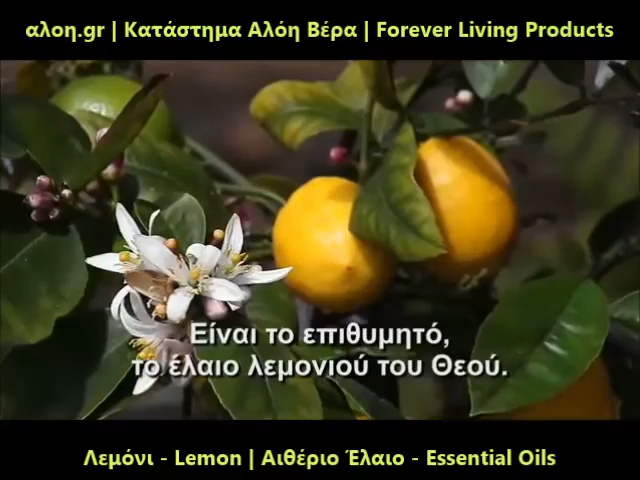 αλοη.gr | Κατάστημα Αλόη Βέρα | Forever Living Products
Είναι το επιθυμητό,
το έλαιο λεμονιού του Θεού.
Λεμόνι - Lemon | Αιθέριο Έλαιο - Essential Oils